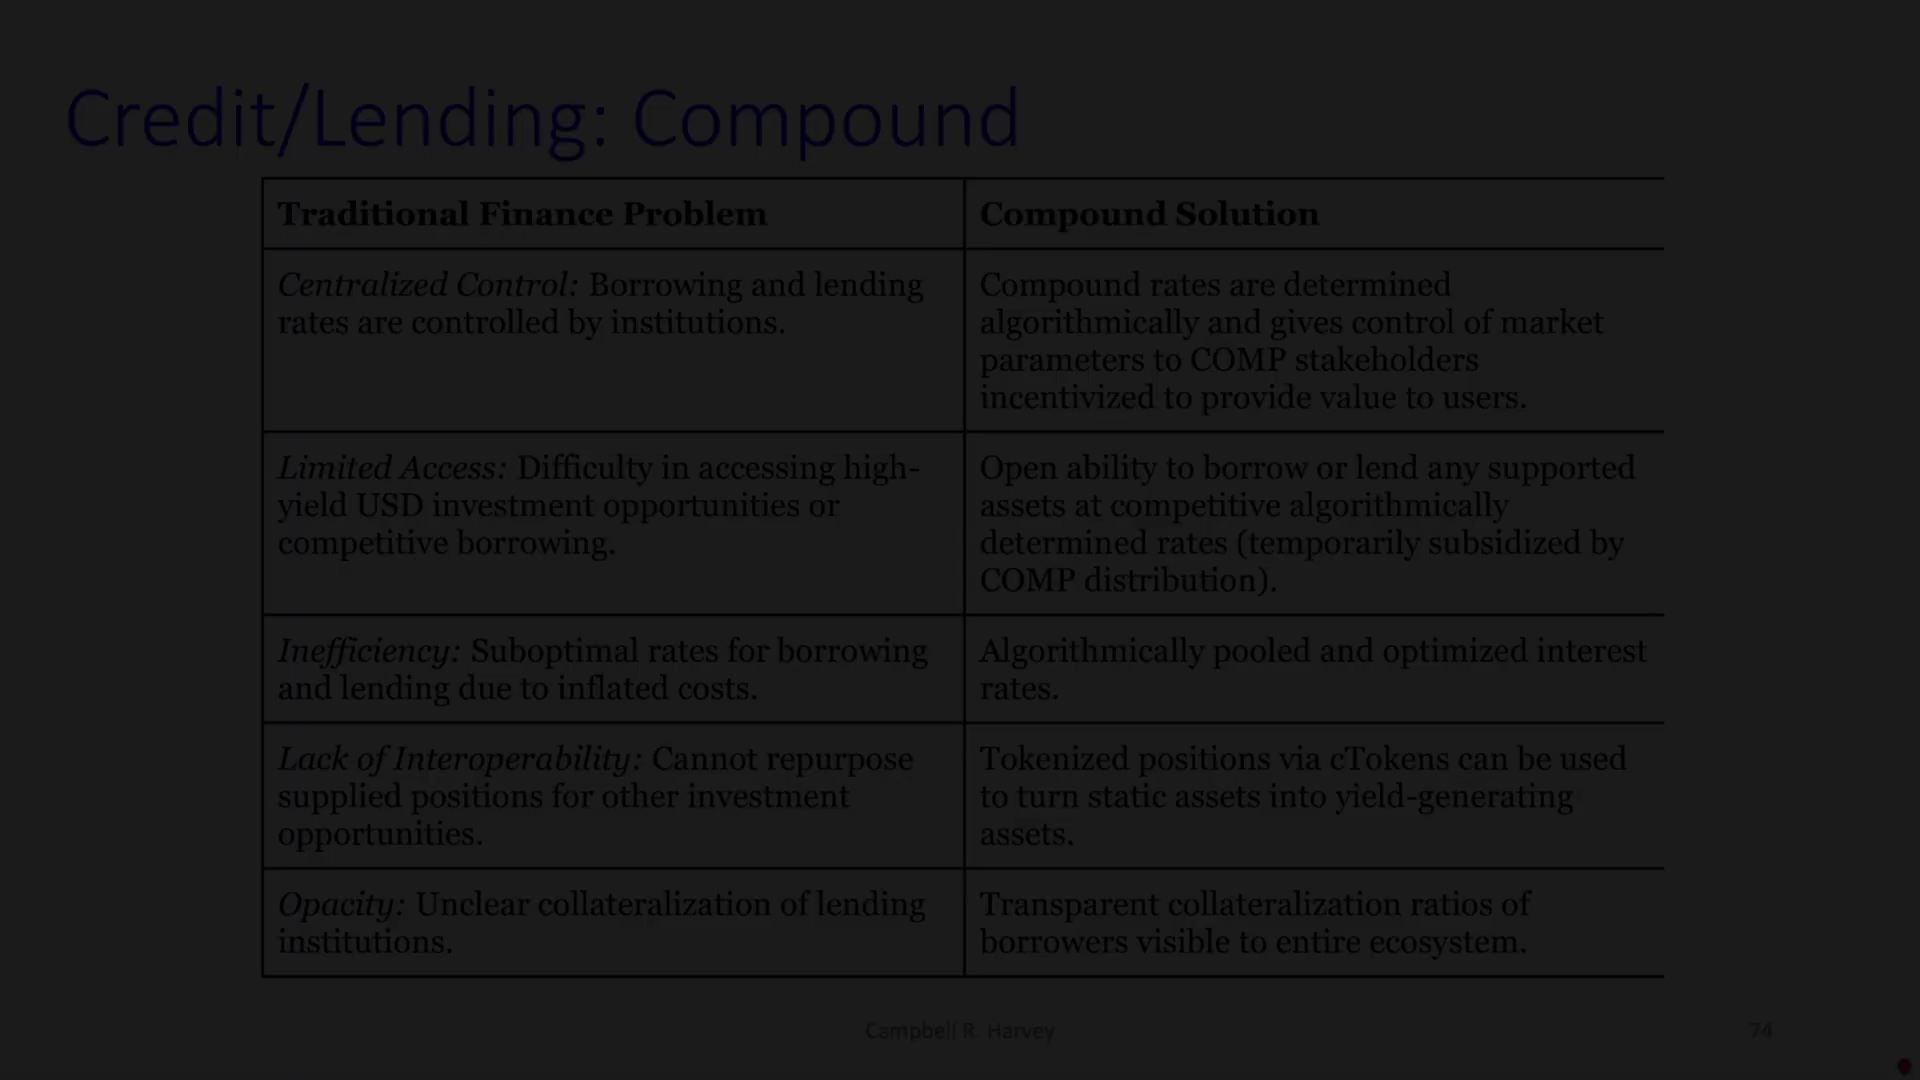 Credit/Lending: Compound
Traditional Finance Problem
Compound Solution
Centralized Control: Borrowing and lending
rates are controlled by institutions.
Compound rates are determined
algorithmically and gives control of market
parameters to COMP stakeholders
incentivized to provide value to users.
Limited Access: Difficulty in accessing high-
yield USD investment opportunities or
competitive borrowing.
Open ability to borrow or lend any supported
assets at competitive algorithmically
determined rates (temporarily subsidized by
COMP distribution).
Inefficiency: Suboptimal rates for borrowing
and lending due to inflated costs.
Algorithmically pooled and optimized interest
rates.
Lack of Interoperability: Cannot repurpose
supplied positions for other investment
opportunities.
Tokenized positions via cTokens can be used
to turn static assets into yield-generating
assets.
Opacity: Unclear collateralization of lending
institutions.
Transparent collateralization ratios of
borrowers visible to entire ecosystem.
Campbell R. Harvey
74